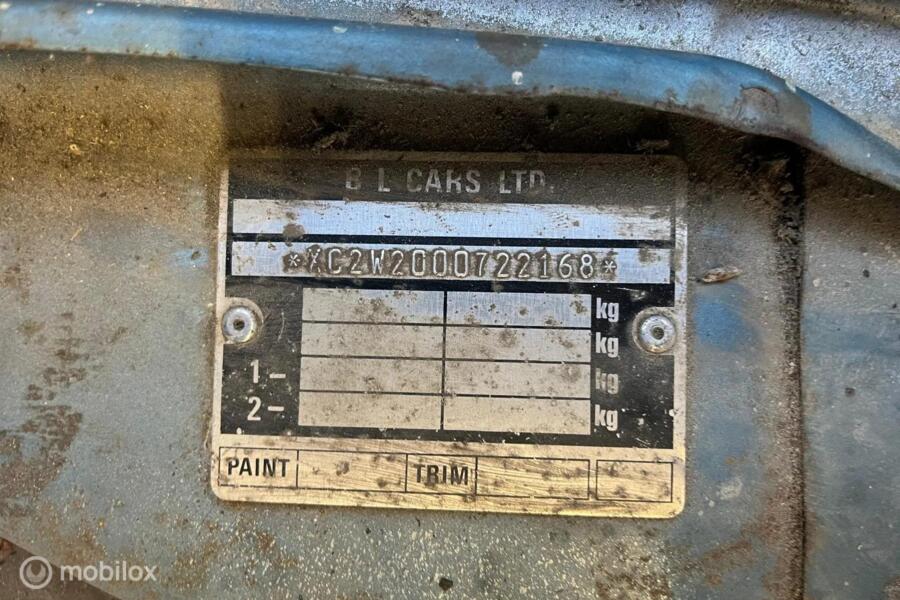 B L CARS LTD.
*XC2W2000722168*
kg
kg
1- kg
2- kg
PAINT TRIM
mobilox